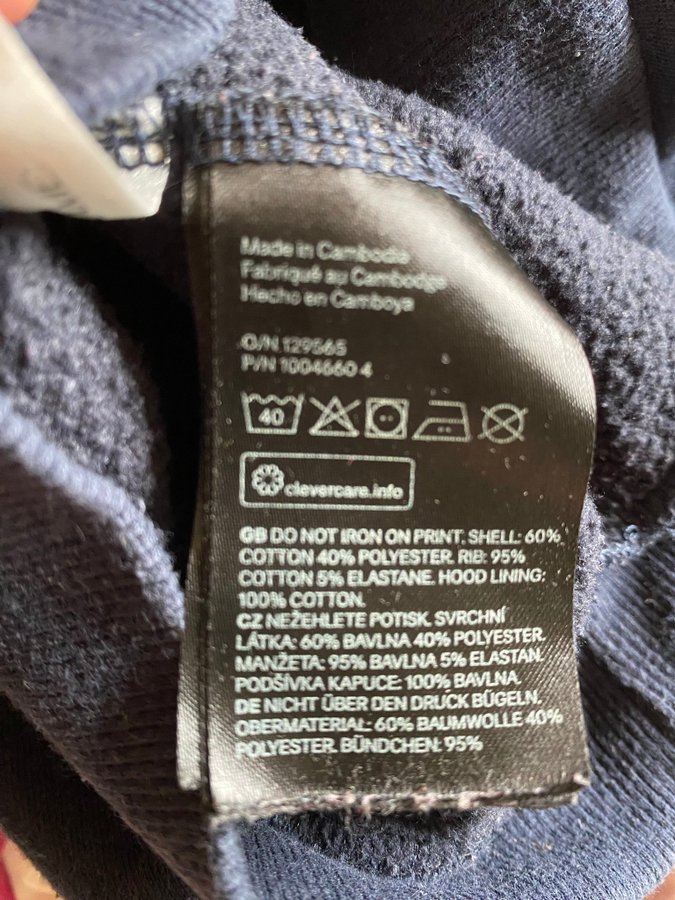 Made in Cambodia
Fabriqué au Cambodge
Hecho en Camboya
O/N 129565
P/N 1004660 4
40
clevercare.info
GB DO NOT IRON ON PRINT. SHELL: 60%
COTTON 40% POLYESTER. RIB: 95%
COTTON 5% ELASTANE. HOOD LINING:
100% COTTON.
CZ NEŽEHLETE POTISK. SVRCHNÍ
LÁTKA: 60% BAVLNA 40% POLYESTER.
MANŽETA: 95% BAVLNA 5% ELASTAN.
PODŠÍVKA KAPUCE: 100% BAVLNA.
DE NICHT ÜBER DEN DRUCK BÜGELN.
OBERMATERIAL: 60% BAUMWOLLE 40%
POLYESTER. BÜNDCHEN: 95%